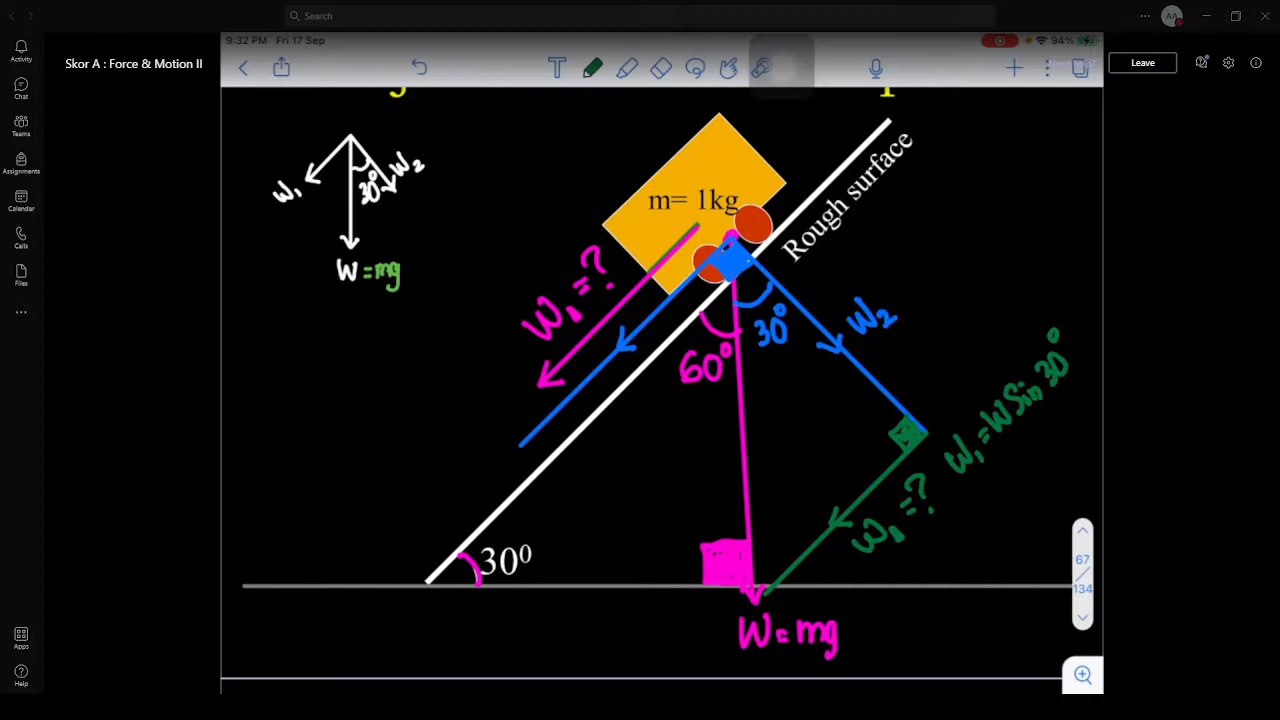 Search
AA
9:32 PM Fri 17 Sep
94%
Activity
Skor A : Force & Motion II
T
Leave
Chat
Teams
Assignments
Calendar
Calls
Files
Apps
Help
W₁
30°
W₂
W = mg
m= 1kg
Rough surface
W₁ = ?
60°
30°
W₂
W₁ = W Sin 30°
W₁ = ?
30⁰
W = mg
67
134